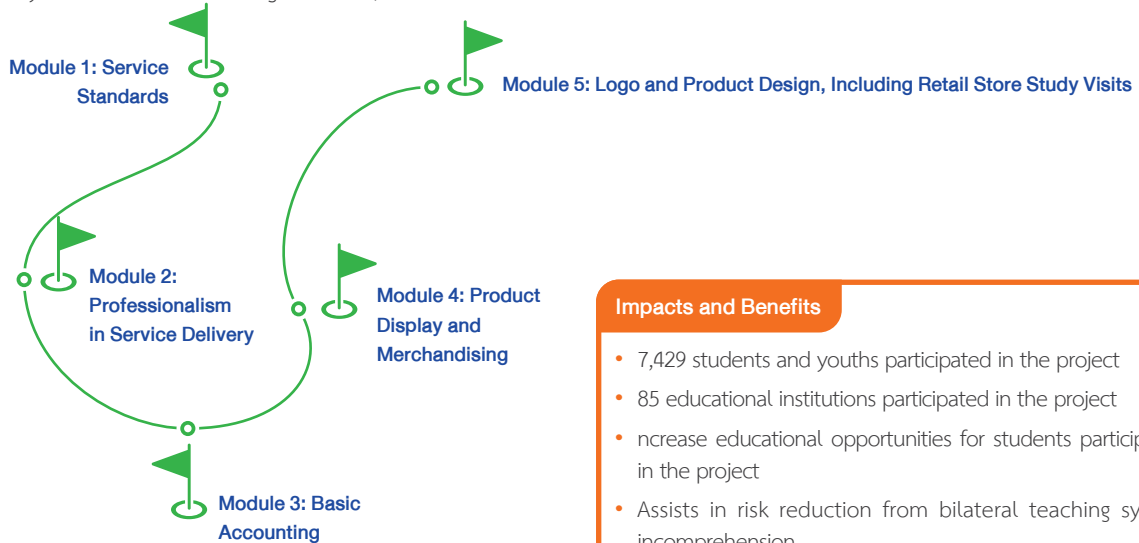 Module 1: Service
Standards
Module 5: Logo and Product Design, Including Retail Store Study Visits
Module 2:
Professionalism
in Service Delivery
Module 4: Product
Display and
Merchandising
Module 3: Basic
Accounting
Impacts and Benefits
• 7,429 students and youths participated in the project
• 85 educational institutions participated in the project
• ncrease educational opportunities for students particip
in the project
• Assists in risk reduction from bilateral teaching sy
incomprehension